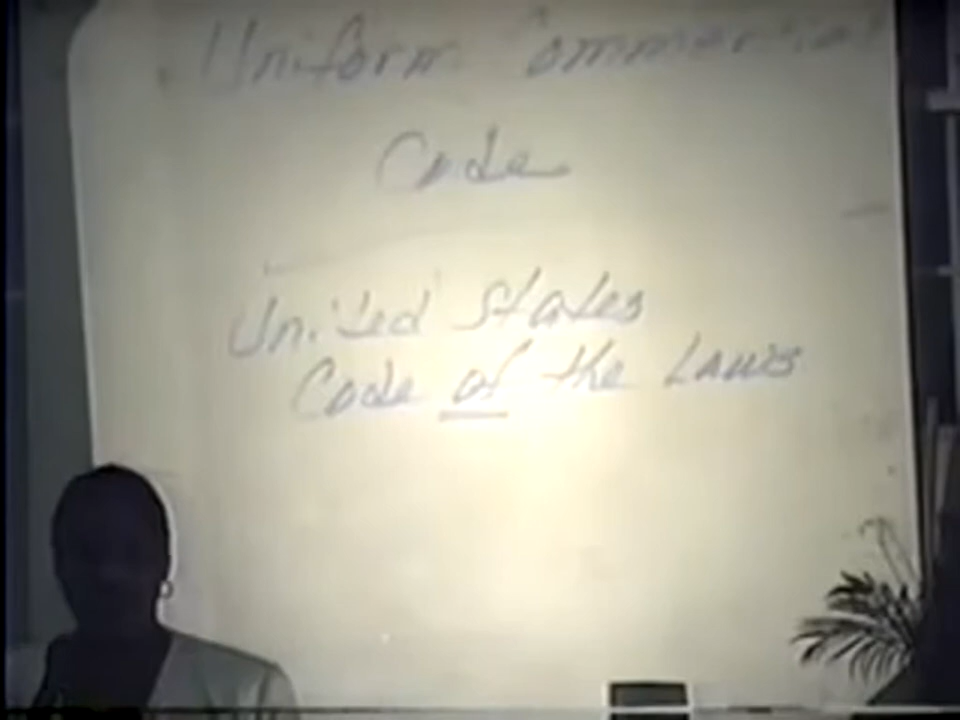 Uniform Commercial
Code
United States
Code of the Laws